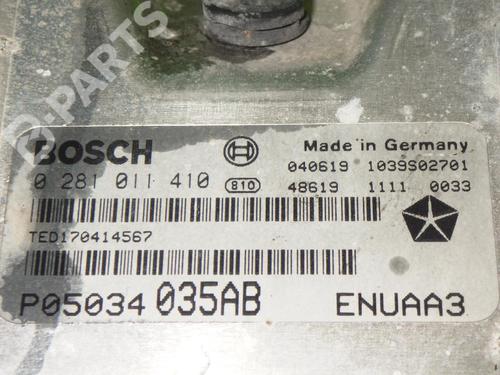 B-PARTS
BOSCH
Made in Germany
040619 1039S02701
0 281 011 410
810
48619 1111 0033
TED170414567
P05034 035AB
ENUAA3